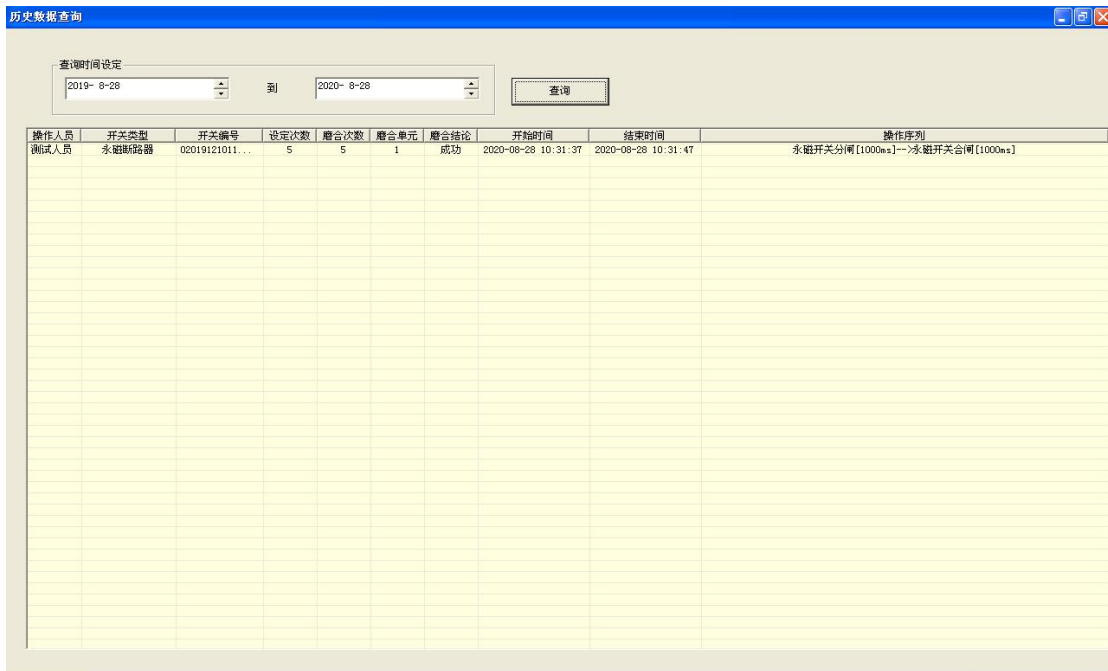 历史数据查询
查询时间设定
2019- 8-28 到 2020- 8-28 查询
操作人员 开关类型 开关编号 设定次数 磨合次数 磨合单元 磨合结论 开始时间 结束时间 操作序列
测试人员 永磁断路器 02019121011... 5 5 1 成功 2020-08-28 10:31:37 2020-08-28 10:31:47 永磁开关分闸[1000ms]-->永磁开关合闸[1000ms]